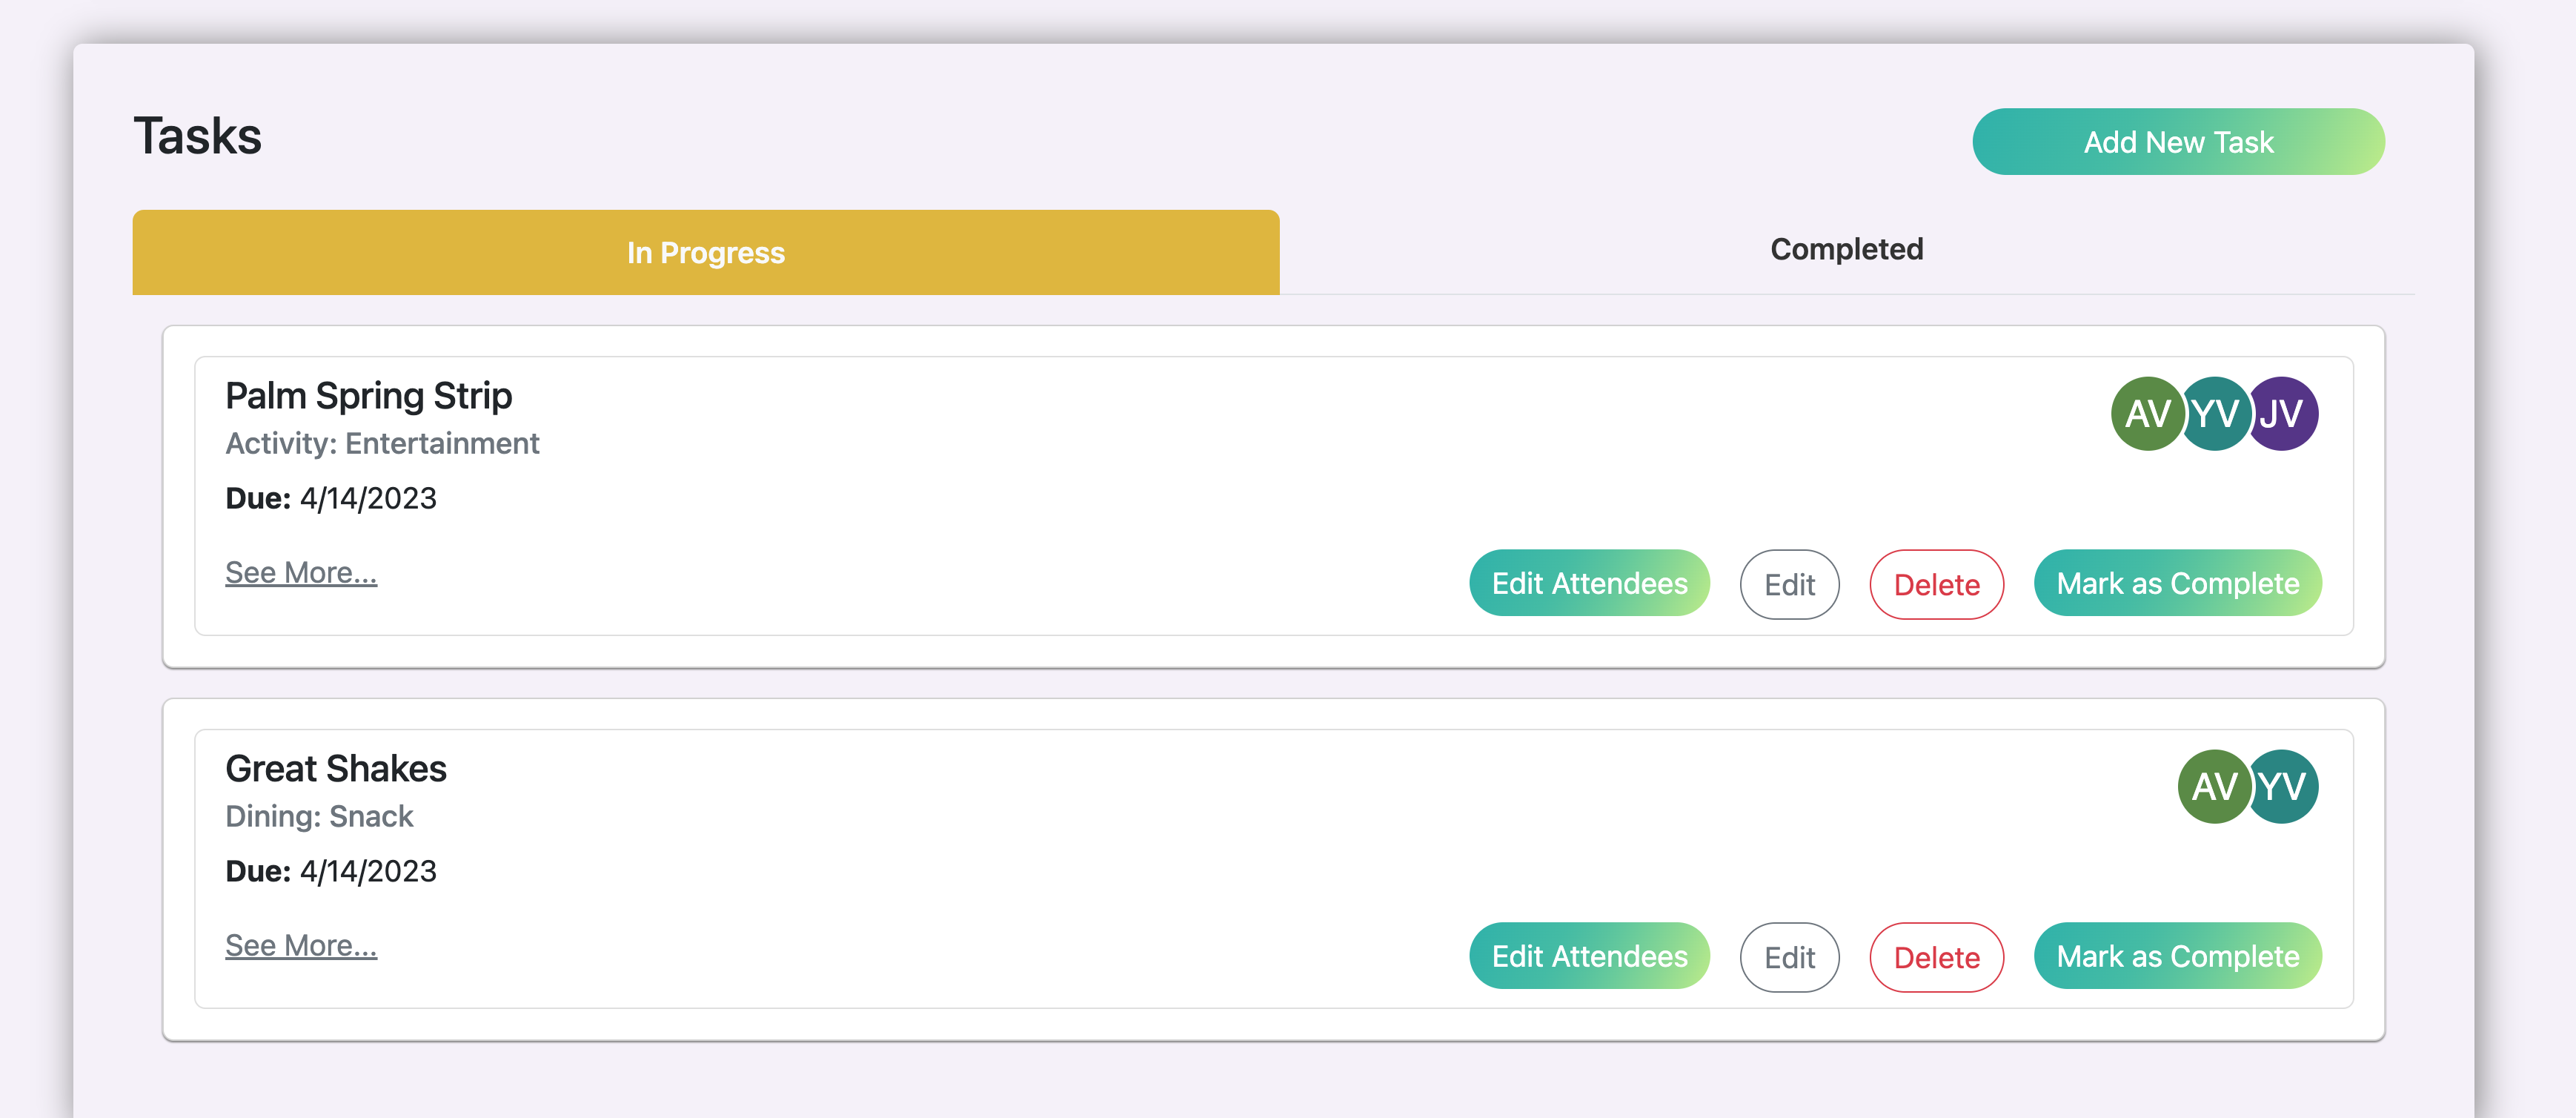 Tasks
Add New Task
In Progress
Completed
Palm Spring Strip
AV YV JV
Activity: Entertainment
Due: 4/14/2023
See More...
Edit Attendees
Edit
Delete
Mark as Complete
Great Shakes
AV YV
Dining: Snack
Due: 4/14/2023
See More...
Edit Attendees
Edit
Delete
Mark as Complete